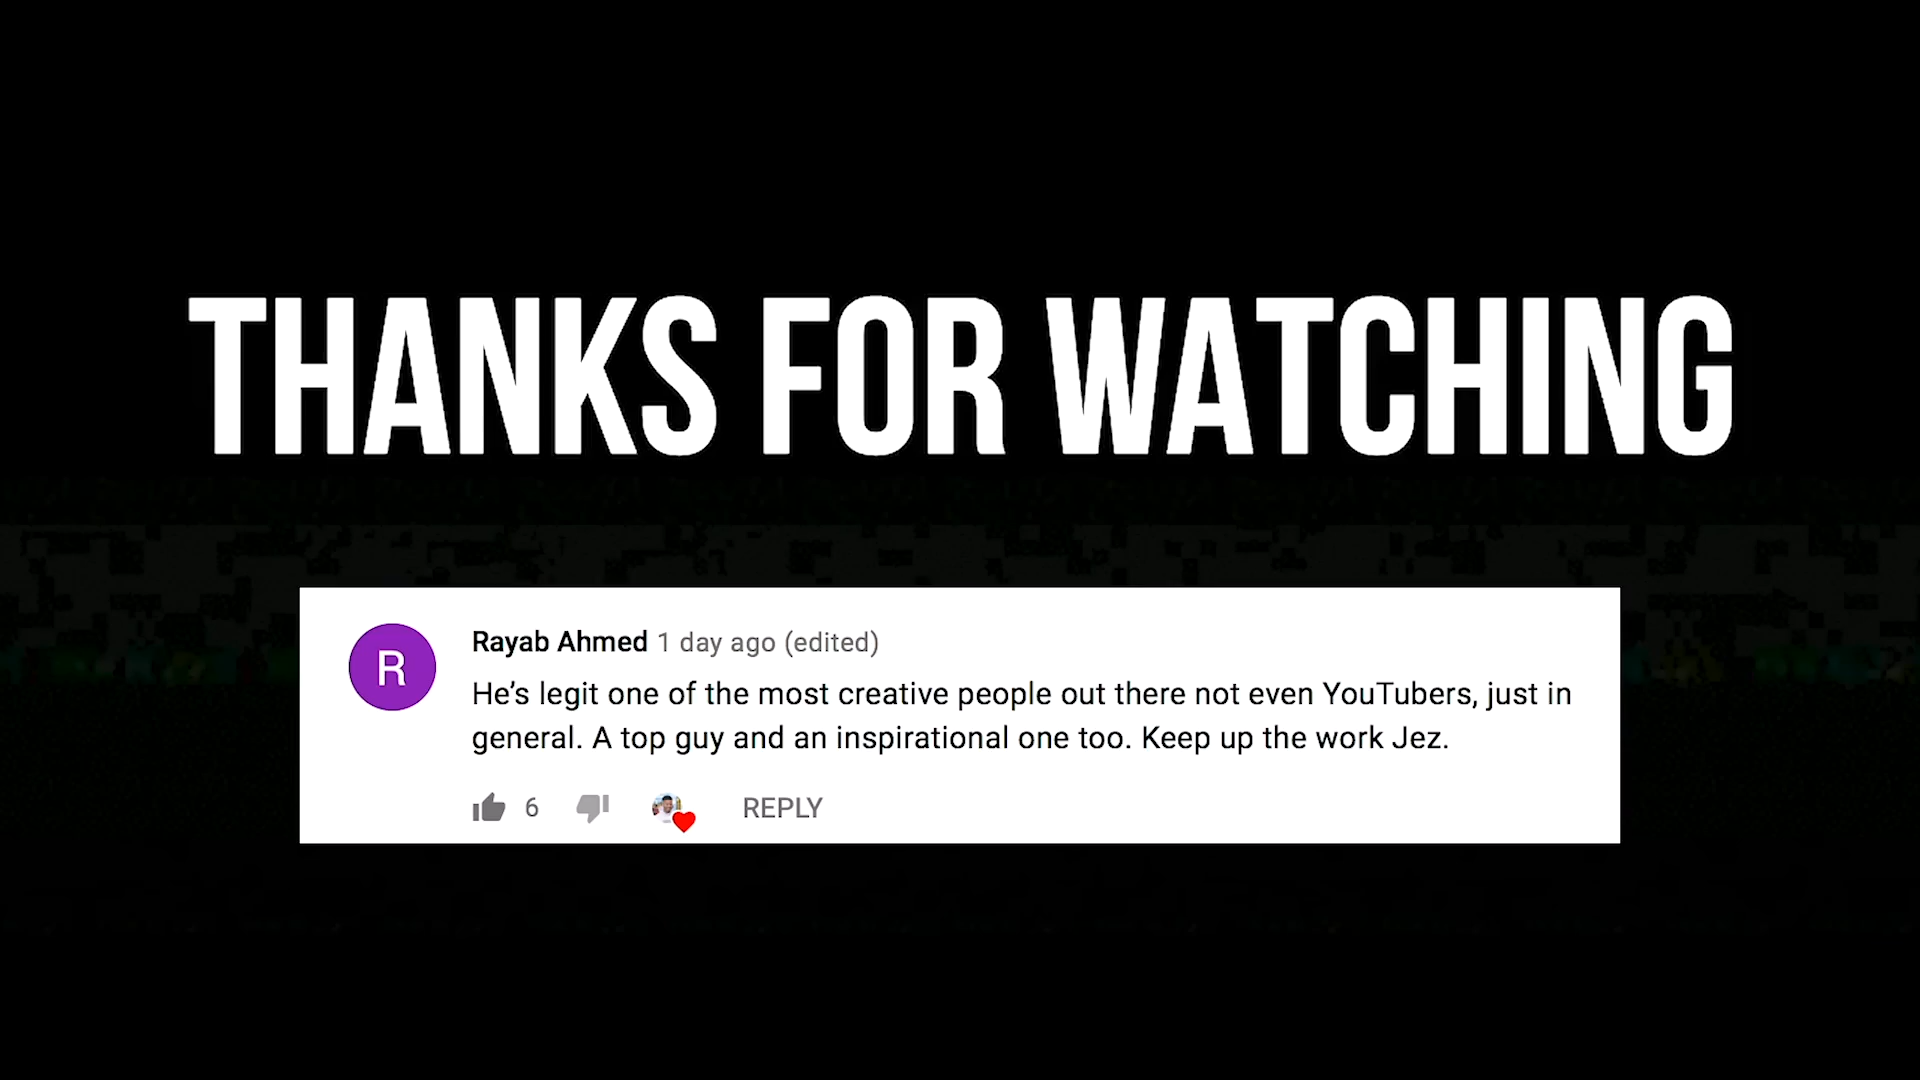 THANKS FOR WATCHING
R
Rayab Ahmed 1 day ago (edited)
He’s legit one of the most creative people out there not even YouTubers, just in
general. A top guy and an inspirational one too. Keep up the work Jez.
6 REPLY